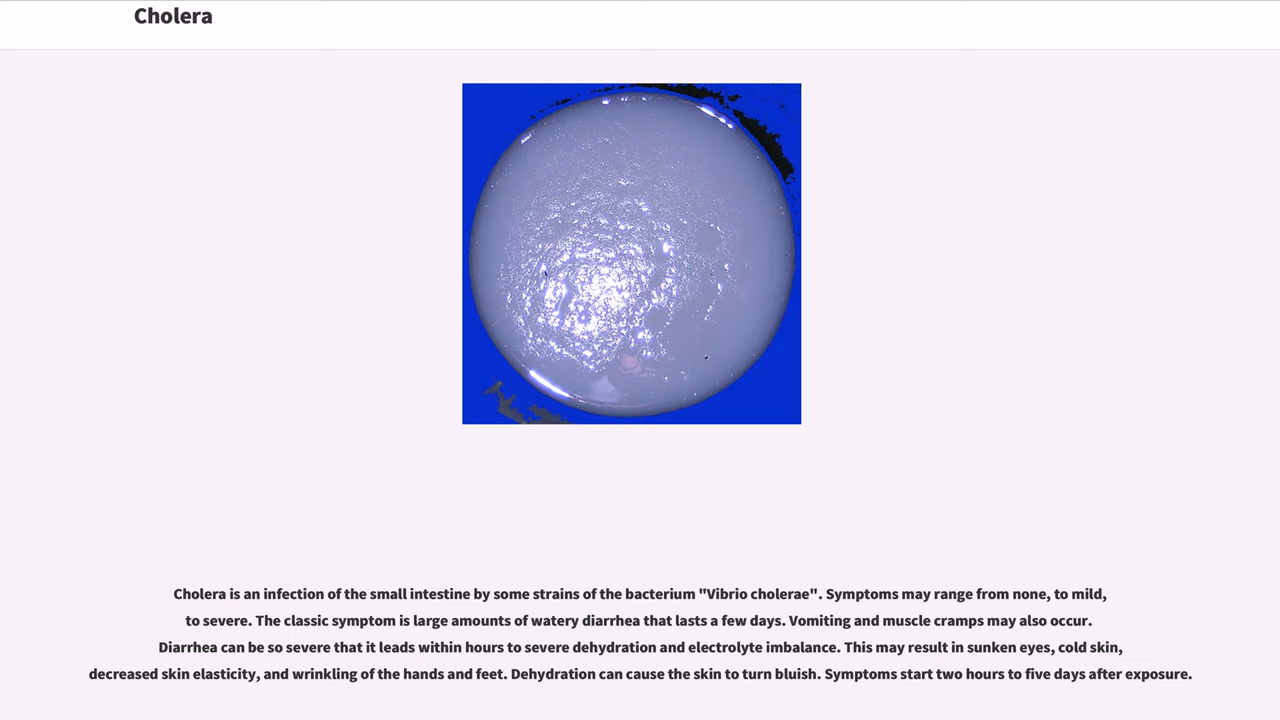 Cholera
Cholera is an infection of the small intestine by some strains of the bacterium "Vibrio cholerae". Symptoms may range from none, to mild,
to severe. The classic symptom is large amounts of watery diarrhea that lasts a few days. Vomiting and muscle cramps may also occur.
Diarrhea can be so severe that it leads within hours to severe dehydration and electrolyte imbalance. This may result in sunken eyes, cold skin,
decreased skin elasticity, and wrinkling of the hands and feet. Dehydration can cause the skin to turn bluish. Symptoms start two hours to five days after exposure.